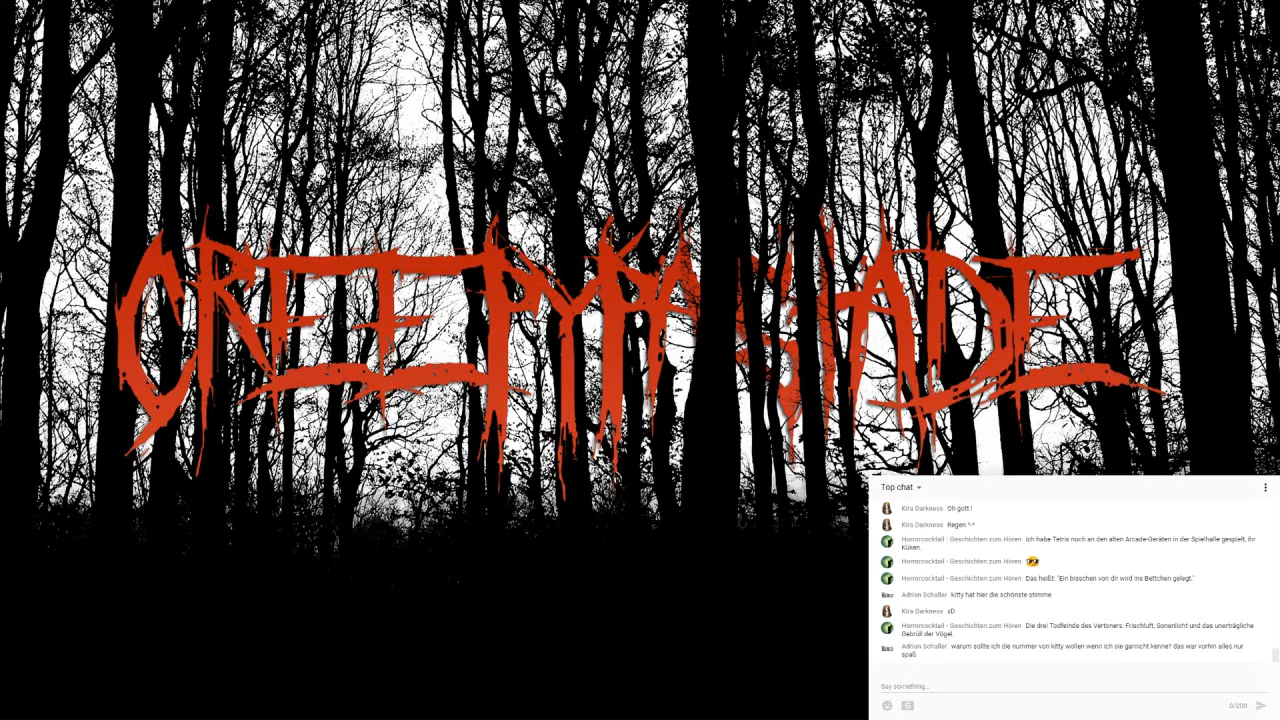 CREEPYPASTADE
Top chat
Kira Darkness Oh gott !
Kira Darkness Regen ^-^
Horrorcocktail - Geschichten zum Hören Ich habe Tetris noch an den alten Arcade-Geräten in der Spielhalle gespielt, ihr
Küken.
Horrorcocktail - Geschichten zum Hören
Horrorcocktail - Geschichten zum Hören Das heißt: "Ein bisschen von dir wird ins Bettchen gelegt."
Adrian Schaller kitty hat hier die schönste stimme
Kira Darkness xD
Horrorcocktail - Geschichten zum Hören Die drei Todfeinde des Vertoners: Frischluft, Sonenlicht und das unerträgliche
Gebrüll der Vögel.
Adrian Schaller warum sollte ich die nummer von kitty wollen wenn ich sie garnicht kenne? das war vorhin alles nur
spaß
Say something...
0/200